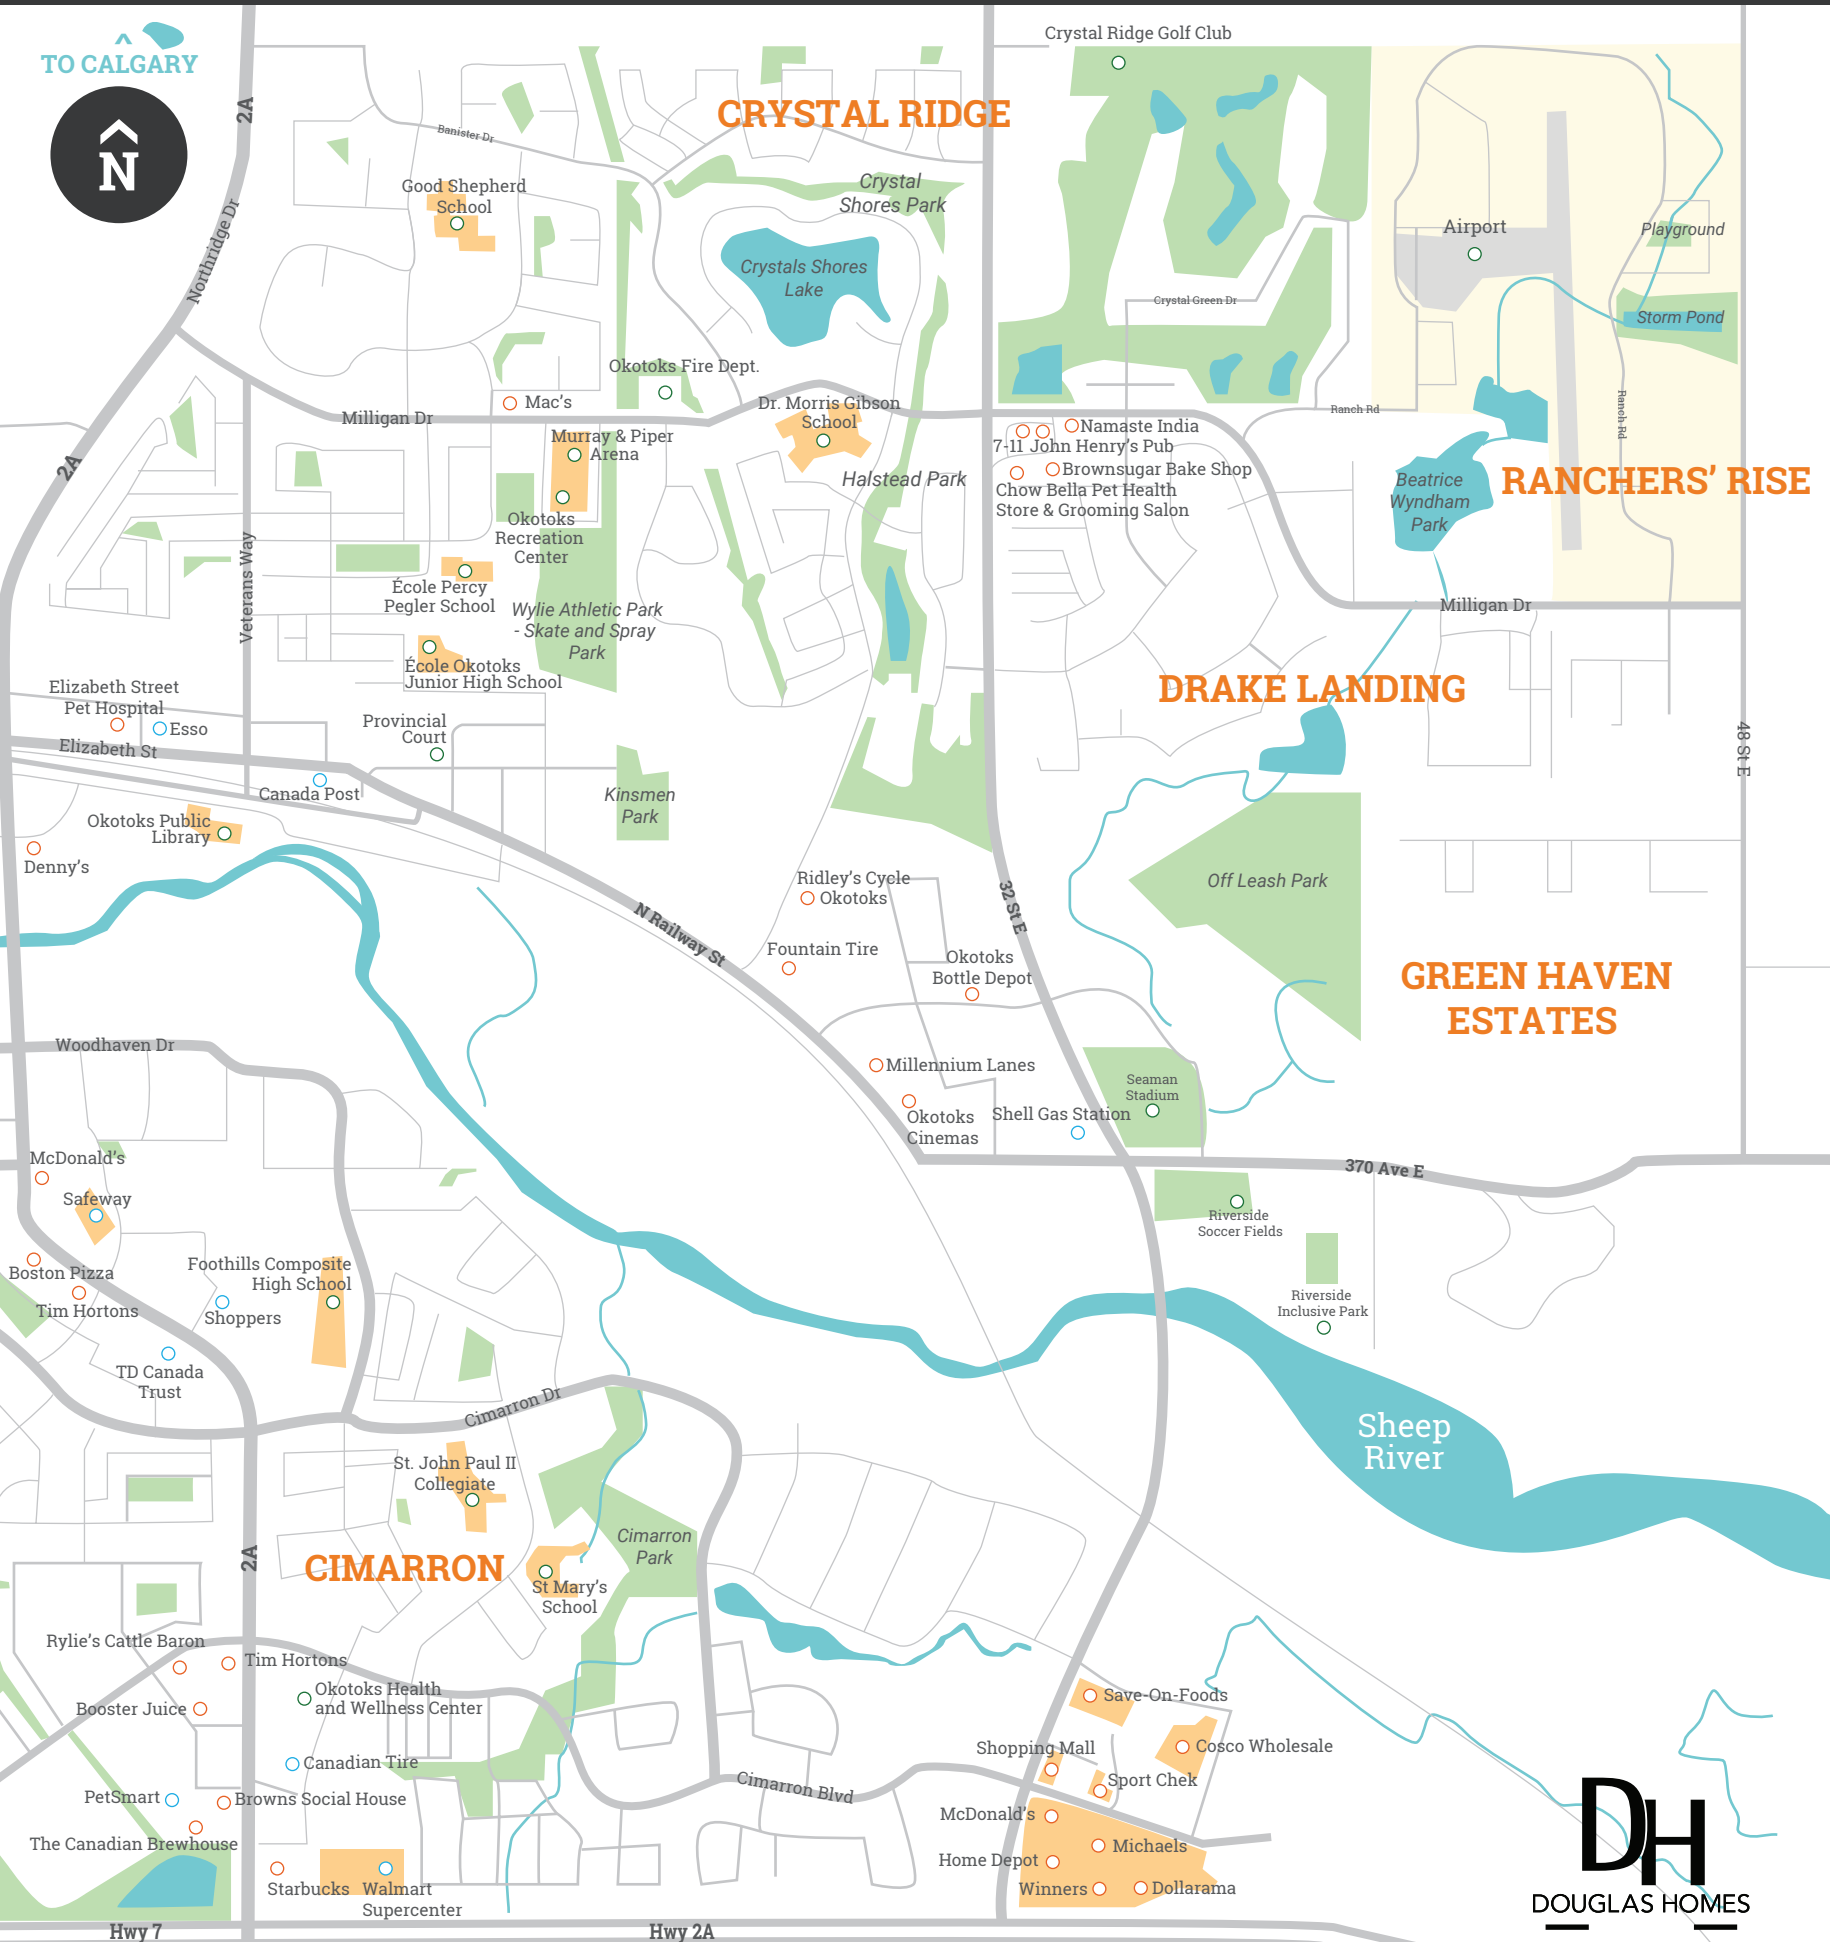 TO CALGARY
N
2A
Northridge Dr
Banister Dr
CRYSTAL RIDGE
Crystal Ridge Golf Club
Good Shepherd
School
Crystal
Shores Park
Crystals Shores
Lake
Airport
Playground
Storm Pond
Crystal Green Dr
Okotoks Fire Dept.
Mac's
Milligan Dr
Dr. Morris Gibson
School
Ranch Rd
Ranch Rd
Murray & Piper
Arena
Namaste India
7-11 John Henry's Pub
Brownsugar Bake Shop
Chow Bella Pet Health
Store & Grooming Salon
2A
Halstead Park
Beatrice
Wyndham
Park
RANCHERS' RISE
Okotoks
Recreation
Center
Veterans Way
École Percy
Pegler School
Wylie Athletic Park
- Skate and Spray
Park
Milligan Dr
École Okotoks
Junior High School
Elizabeth Street
Pet Hospital
Esso
Elizabeth St
Provincial
Court
DRAKE LANDING
48 St E
Canada Post
Kinsmen
Park
Okotoks Public
Library
Denny's
Ridley's Cycle
Okotoks
32 St E
Off Leash Park
N Railway St
Fountain Tire
Okotoks
Bottle Depot
GREEN HAVEN
ESTATES
Woodhaven Dr
Millennium Lanes
Seaman
Stadium
Okotoks
Cinemas
Shell Gas Station
McDonald's
Safeway
370 Ave E
Riverside
Soccer Fields
Boston Pizza
Tim Hortons
Foothills Composite
High School
Shoppers
Riverside
Inclusive Park
TD Canada
Trust
Cimarron Dr
Sheep
River
St. John Paul II
Collegiate
2A
CIMARRON
Cimarron
Park
St Mary's
School
Rylie's Cattle Baron
Tim Hortons
Okotoks Health
and Wellness Center
Booster Juice
Save-On-Foods
Shopping Mall
Cosco Wholesale
Canadian Tire
Sport Chek
PetSmart
Browns Social House
Cimarron Blvd
McDonald's
The Canadian Brewhouse
Michaels
Home Depot
Starbucks
Walmart
Supercenter
Winners
Dollarama
DH
DOUGLAS HOMES
Hwy 7
Hwy 2A